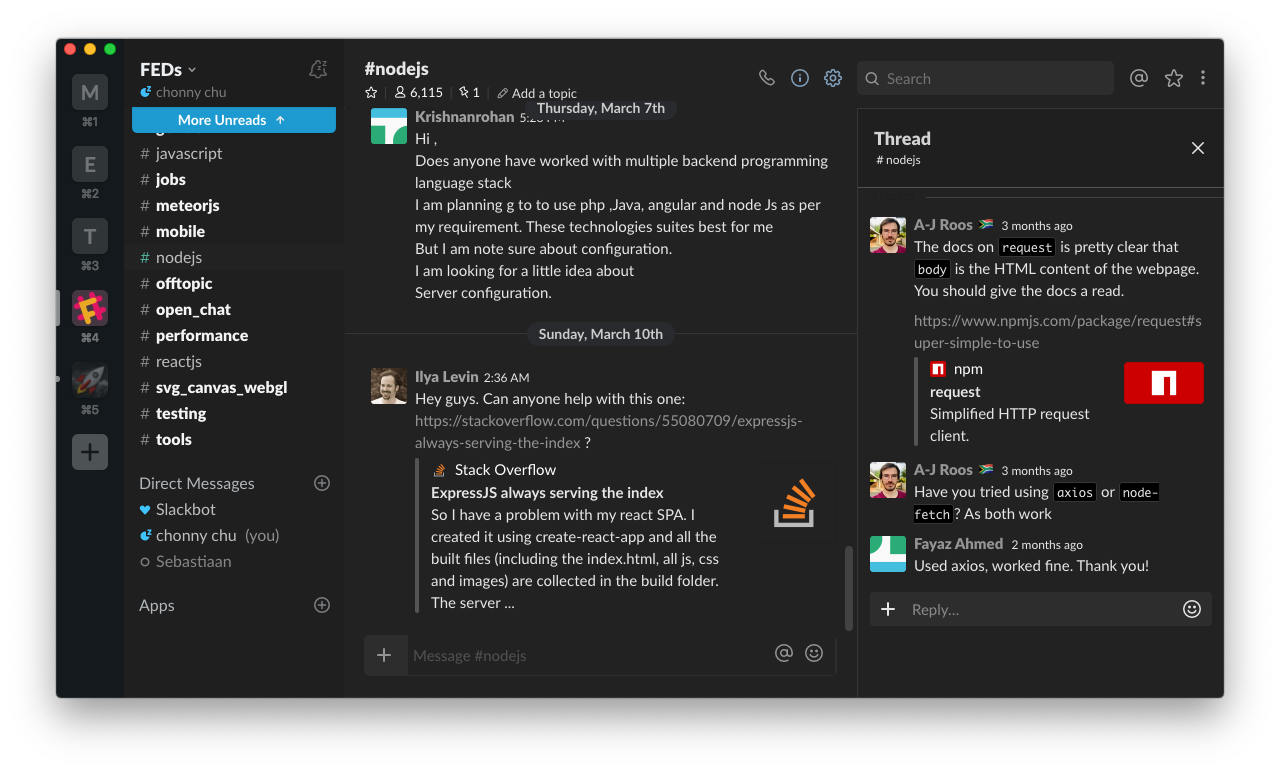 M
⌘1
E
⌘2
T
⌘3
⌘4
⌘5
FEDs
chonny chu
More Unreads ↑
# javascript
# jobs
# meteorjs
# mobile
# nodejs
# offtopic
# open_chat
# performance
# reactjs
# svg_canvas_webgl
# testing
# tools
Direct Messages
Slackbot
chonny chu (you)
Sebastiaan
Apps
#nodejs
6,115 | 1 | Add a topic
Search
Thursday, March 7th
Krishnanrohan
Hi ,
Does anyone have worked with multiple backend programming
language stack
I am planning g to to use php ,Java, angular and node Js as per
my requirement. These technologies suites best for me
But I am note sure about configuration.
I am looking for a little idea about
Server configuration.
Sunday, March 10th
Ilya Levin 2:36 AM
Hey guys. Can anyone help with this one:
https://stackoverflow.com/questions/55080709/expressjs-
always-serving-the-index ?
Stack Overflow
ExpressJS always serving the index
So I have a problem with my react SPA. I
created it using create-react-app and all the
built files (including the index.html, all js, css
and images) are collected in the build folder.
The server ...
Message #nodejs
Thread
# nodejs
A-J Roos 3 months ago
The docs on request is pretty clear that
body is the HTML content of the webpage.
You should give the docs a read.
https://www.npmjs.com/package/request#s
uper-simple-to-use
npm
request
Simplified HTTP request
client.
A-J Roos 3 months ago
Have you tried using axios or node-
fetch? As both work
Fayaz Ahmed 2 months ago
Used axios, worked fine. Thank you!
Reply...